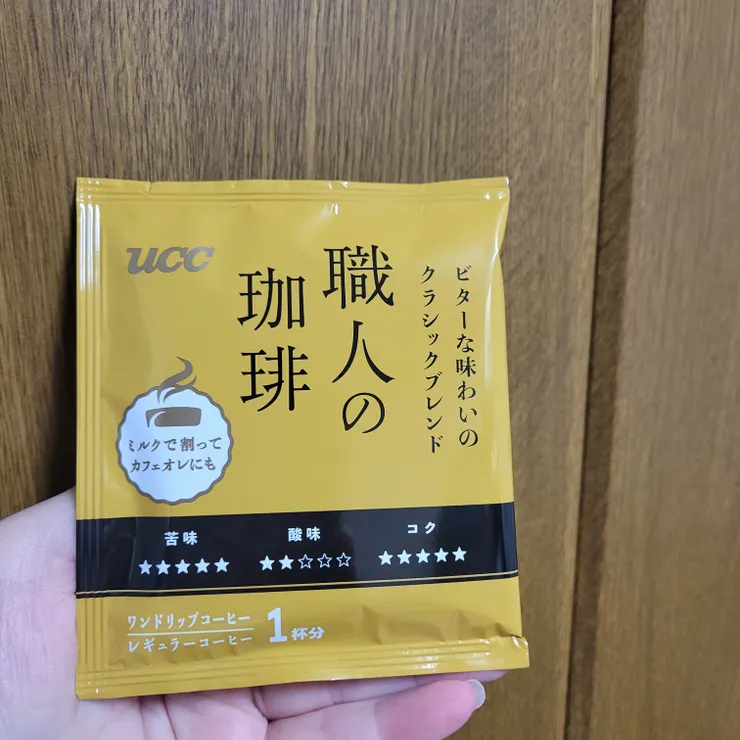 UCC
職人の
珈琲
ビターな味わいの
クラシックブレンド
ミルクで割って
カフェオレにも
苦味
★★★★★
酸味
★★☆☆☆
コク
★★★★★
ワンドリップコーヒー
レギュラーコーヒー
1杯分